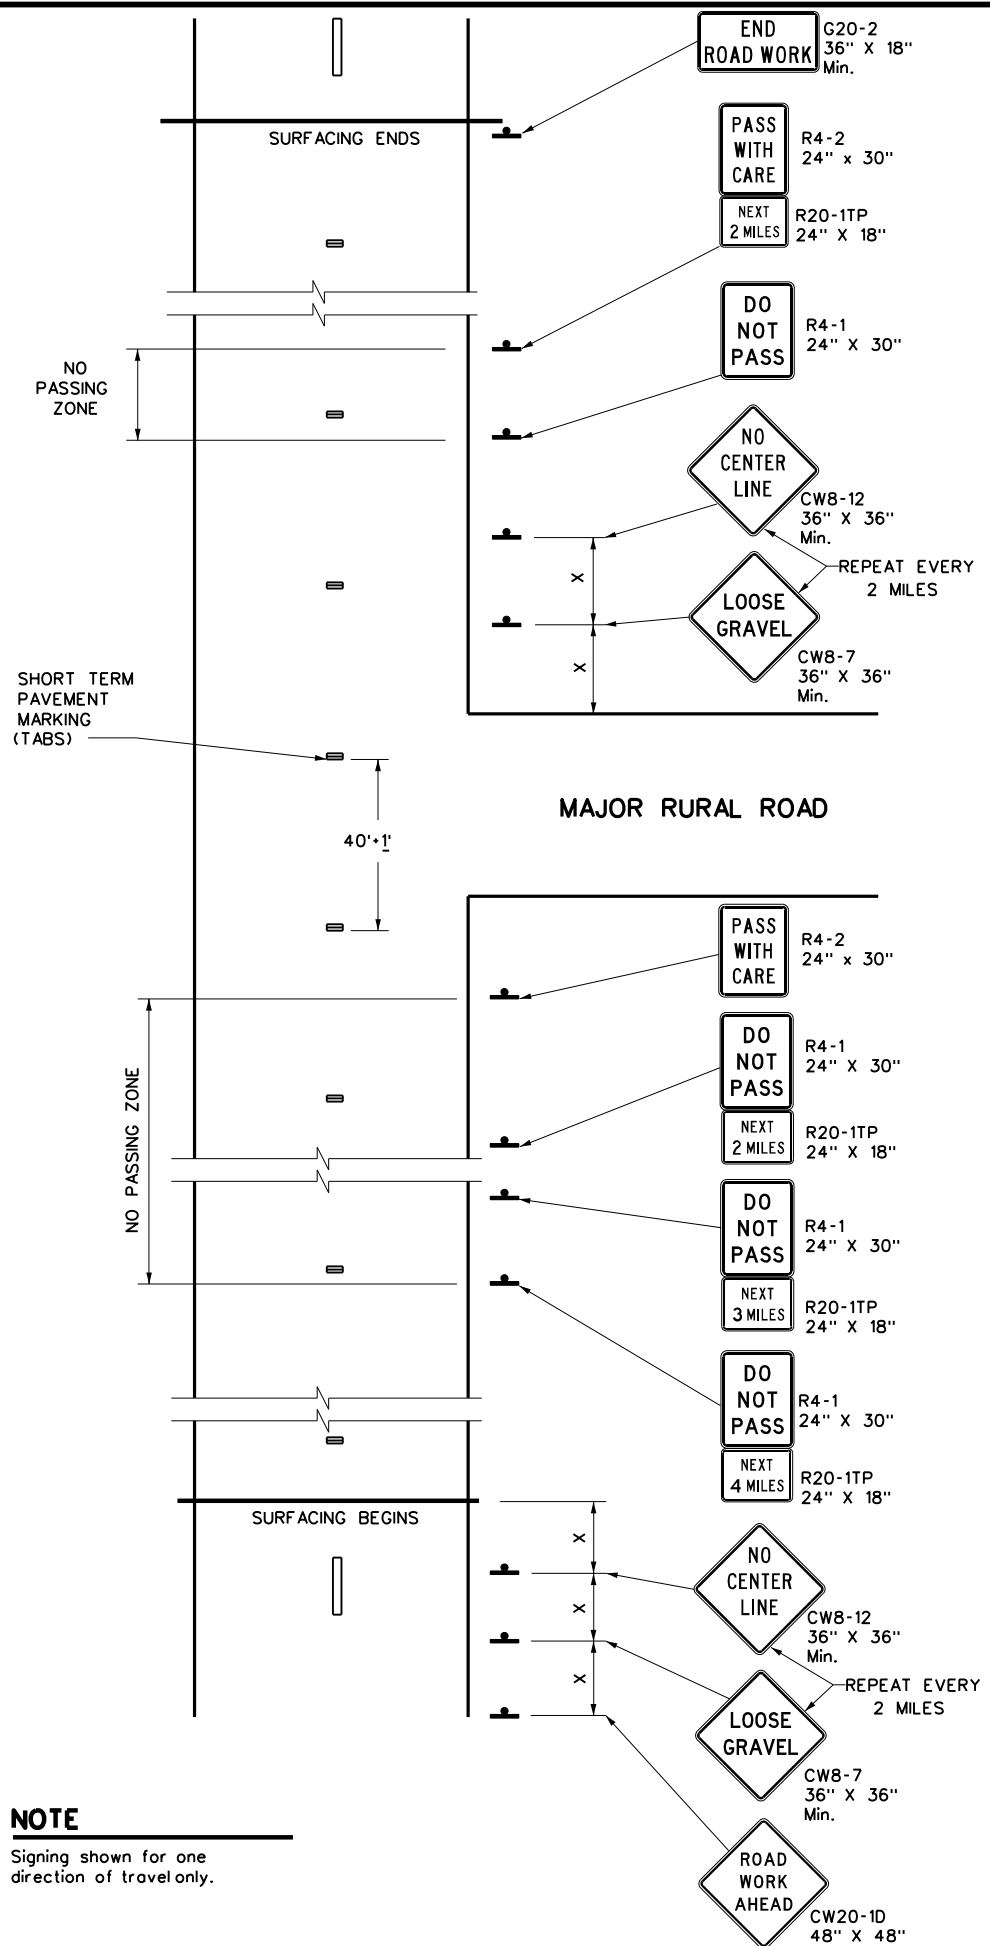 END
ROAD WORK
G20-2
36" X 18"
Min.
SURFACING ENDS
PASS
WITH
CARE
R4-2
24" x 30"
NEXT
2 MILES
R20-1TP
24" X 18"
DO
NOT
PASS
R4-1
24" X 30"
NO
PASSING
ZONE
NO
CENTER
LINE
CW8-12
36" X 36"
Min.
X
REPEAT EVERY
2 MILES
LOOSE
GRAVEL
CW8-7
36" X 36"
Min.
X
SHORT TERM
PAVEMENT
MARKING
(TABS)
MAJOR RURAL ROAD
40'+1'
PASS
WITH
CARE
R4-2
24" x 30"
NO PASSING ZONE
DO
NOT
PASS
R4-1
24" X 30"
NEXT
2 MILES
R20-1TP
24" X 18"
DO
NOT
PASS
R4-1
24" X 30"
NEXT
3 MILES
R20-1TP
24" X 18"
DO
NOT
PASS
R4-1
24" X 30"
NEXT
4 MILES
R20-1TP
24" X 18"
SURFACING BEGINS
X
NO
CENTER
LINE
CW8-12
36" X 36"
Min.
X
REPEAT EVERY
2 MILES
X
LOOSE
GRAVEL
CW8-7
36" X 36"
Min.
ROAD
WORK
AHEAD
CW20-1D
48" X 48"
NOTE
Signing shown for one
direction of travel only.